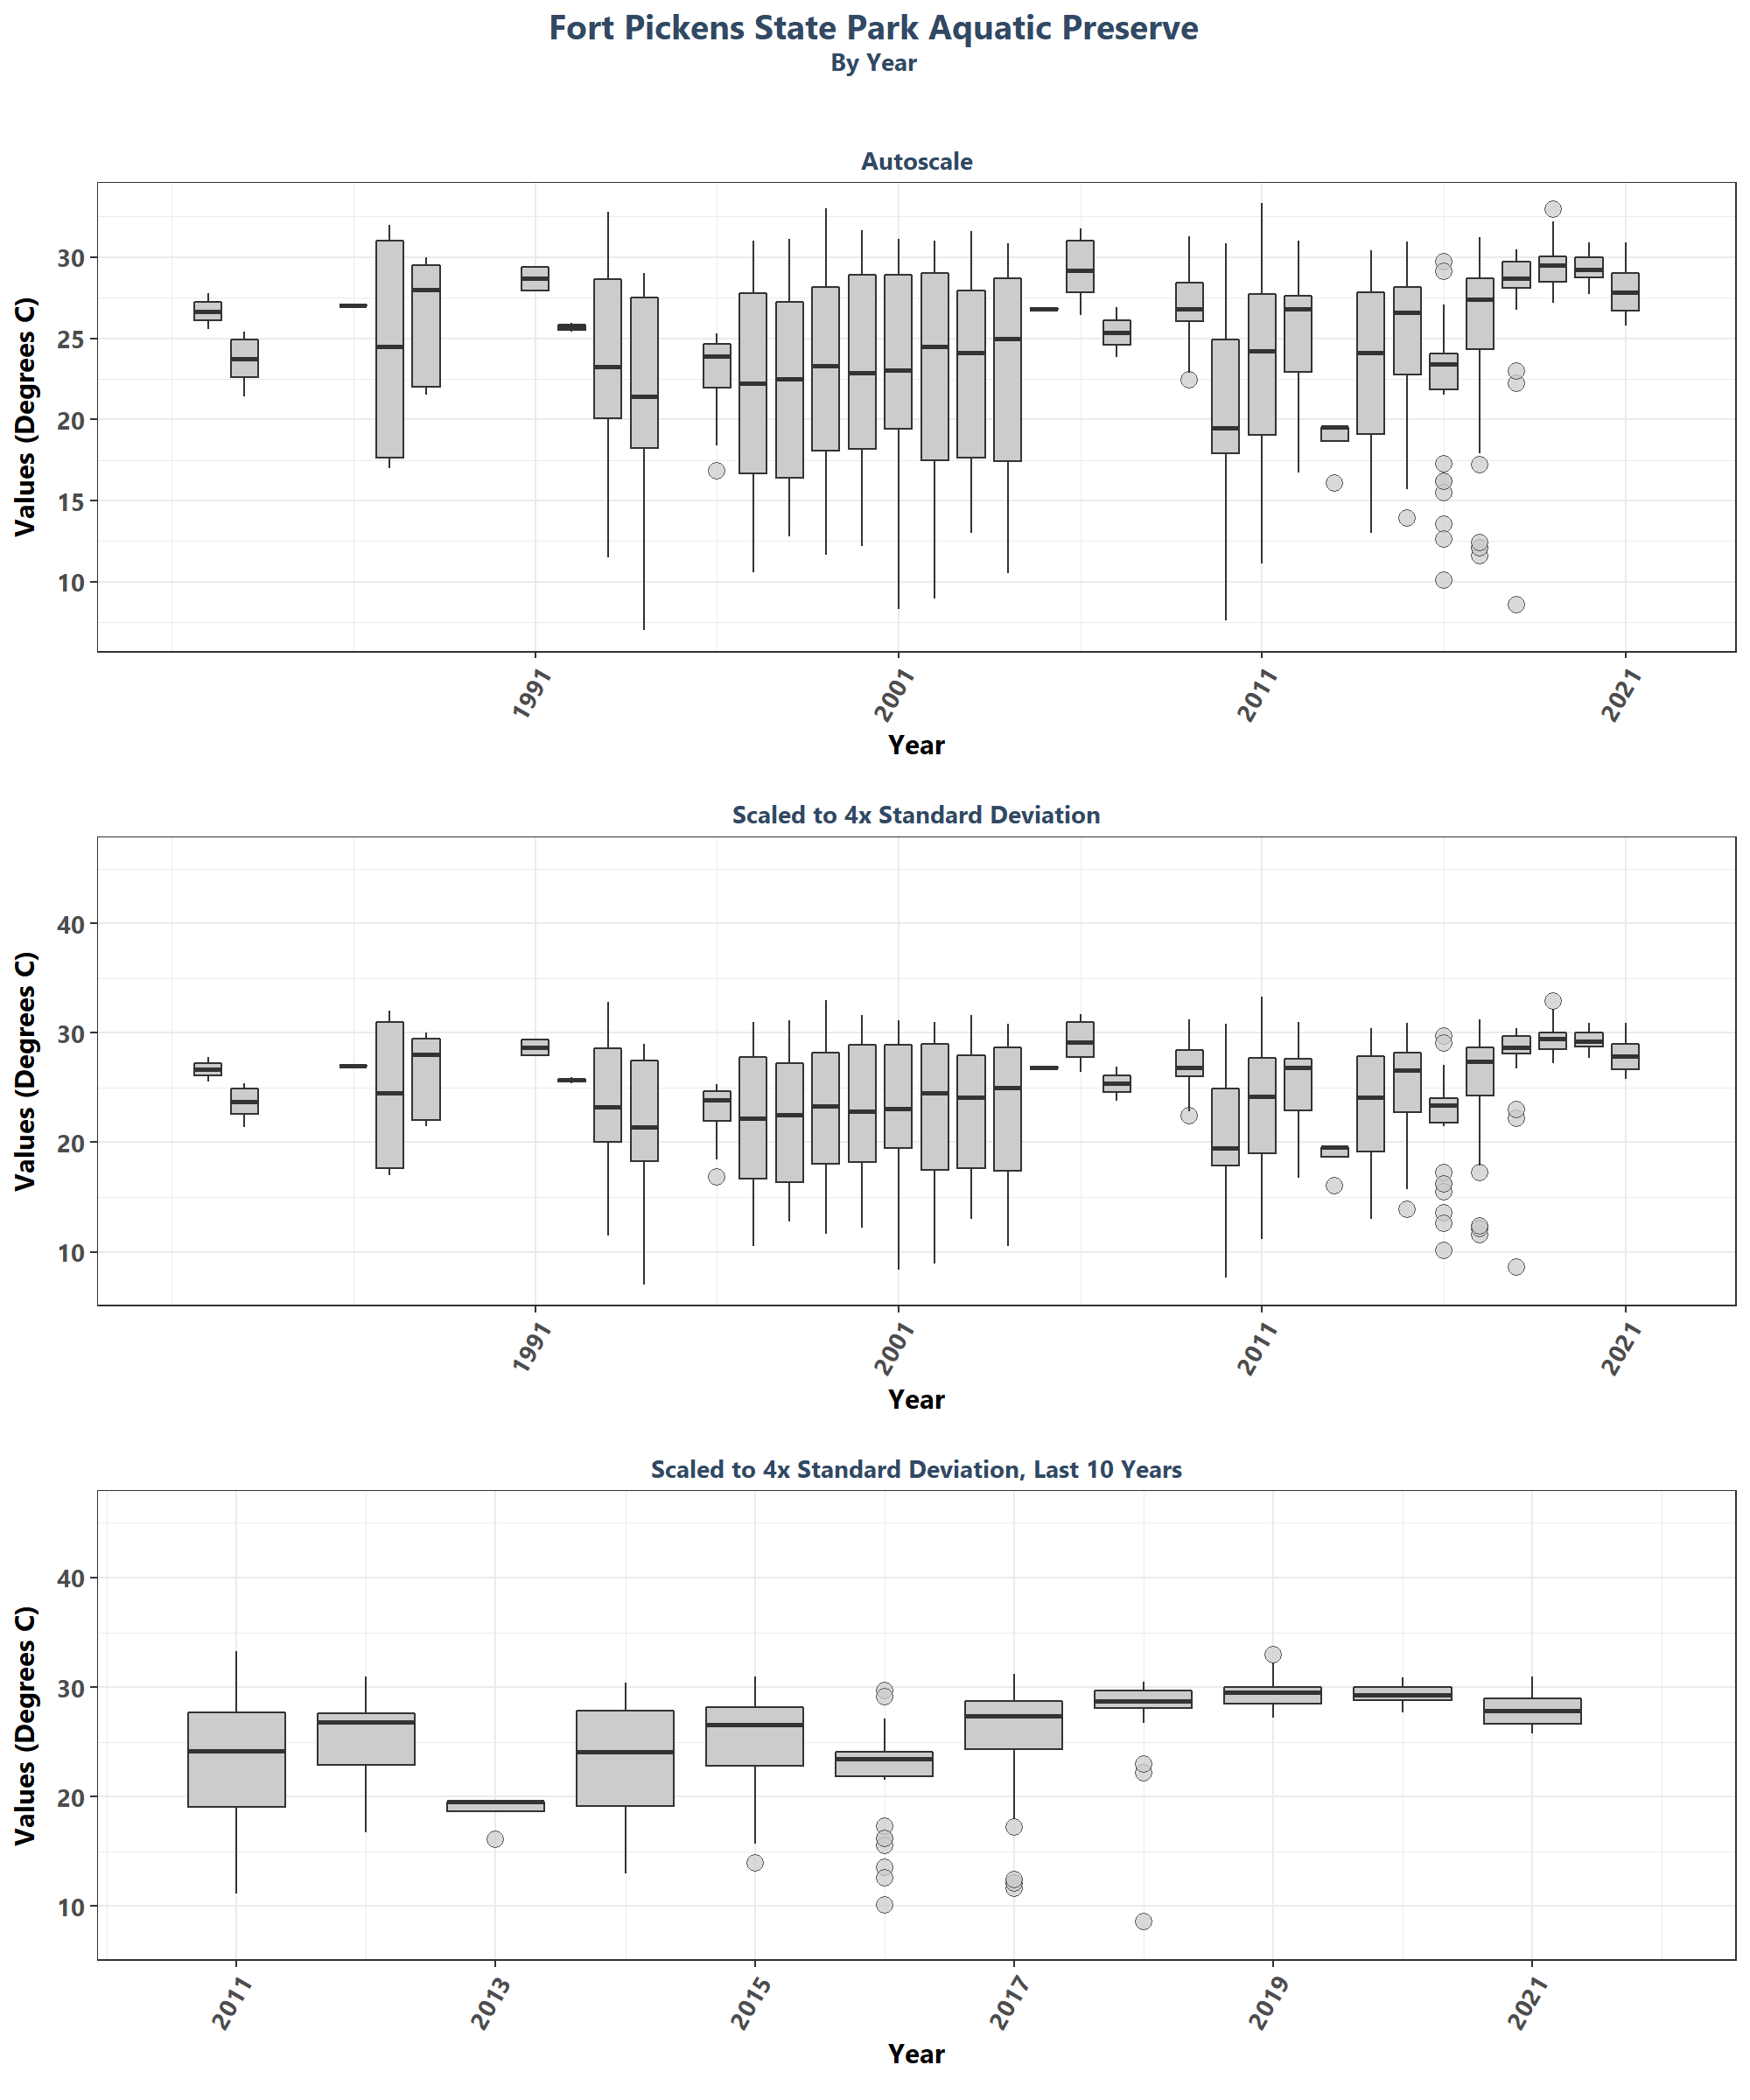 Fort Pickens State Park Aquatic Preserve
By Year
Autoscale
Values (Degrees C)
30
25
20
15
10
1991
2001
2011
2021
Year
Scaled to 4x Standard Deviation
Values (Degrees C)
40
30
20
10
1991
2001
2011
2021
Year
Scaled to 4x Standard Deviation, Last 10 Years
Values (Degrees C)
40
30
20
10
2011
2013
2015
2017
2019
2021
Year